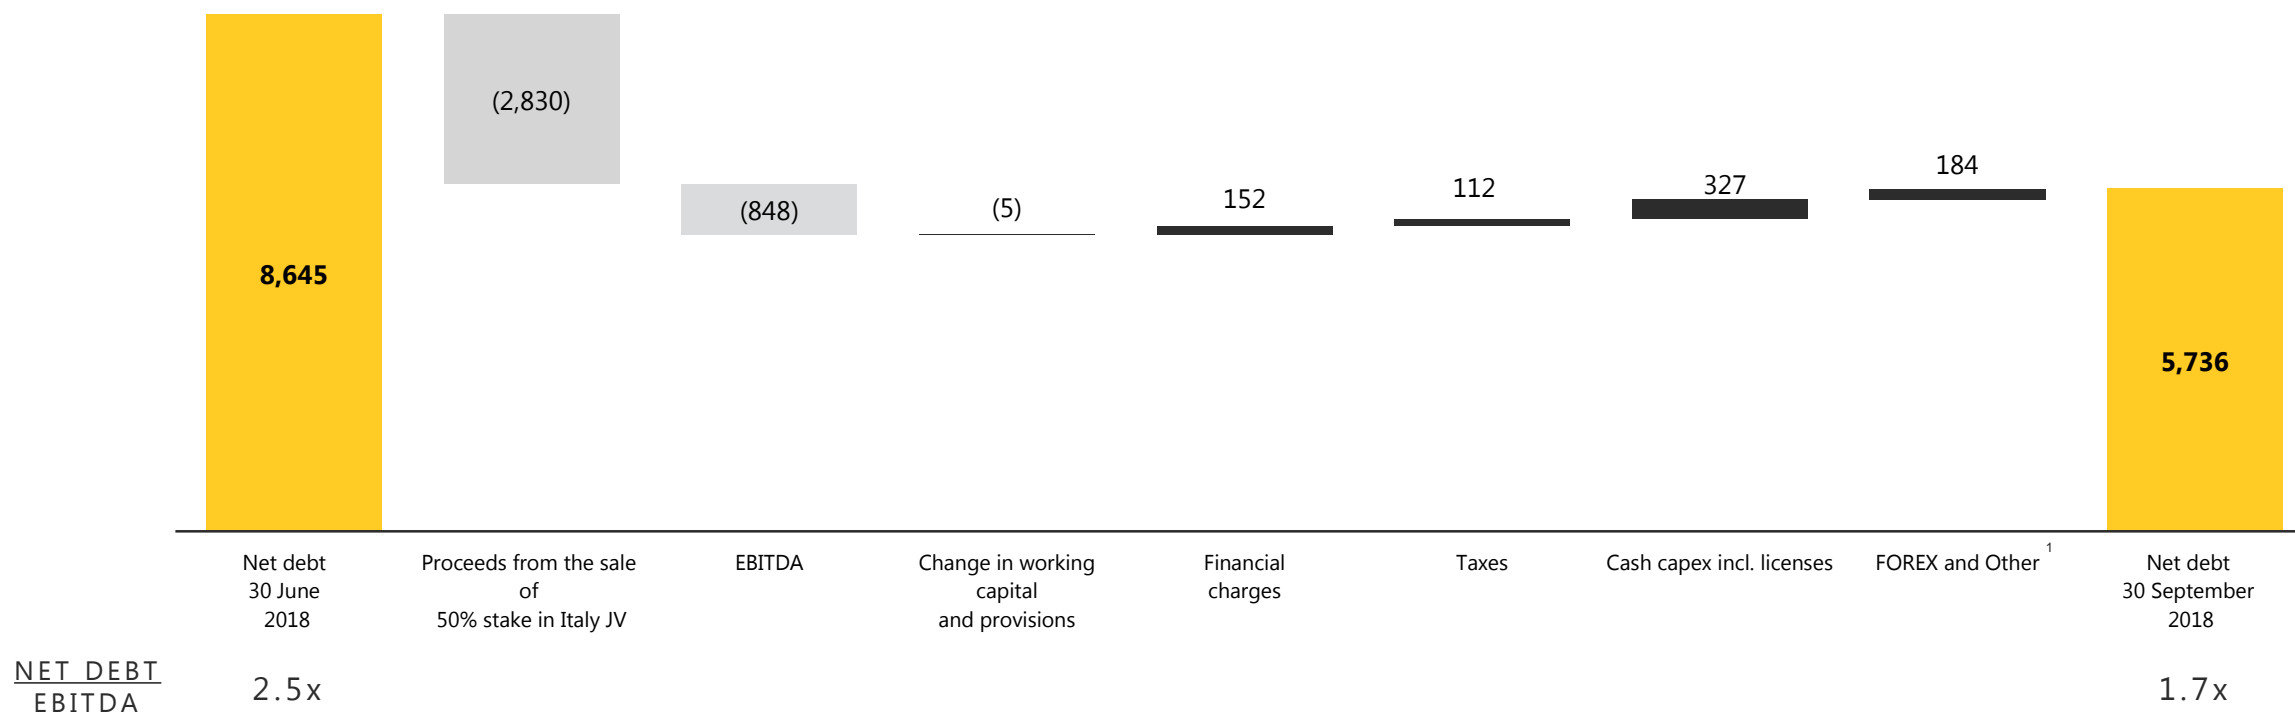 (2,830)
184
327
112
152
(5)
(848)
8,645
5,736
Net debt
30 June
2018
Proceeds from the sale
of
50% stake in Italy JV
EBITDA
Change in working
capital
and provisions
Financial
charges
Taxes
Cash capex incl. licenses
FOREX and Other 1
Net debt
30 September
2018
NET DEBT
EBITDA
2.5x
1.7x